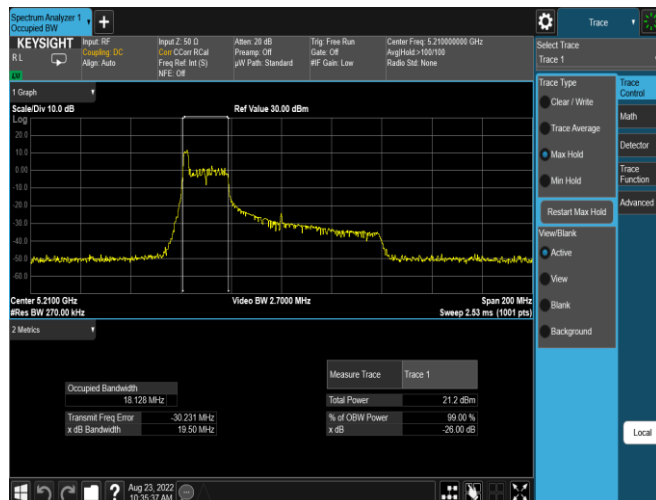 Spectrum Analyzer 1
Occupied BW
Trace
KEYSIGHT
R L
Input: RF
Coupling: DC
Align: Auto
Input Z: 50 Ω
Corr CCorr RCal
Freq Ref: Int (S)
NFE: Off
Atten: 20 dB
Preamp: Off
µW Path: Standard
Trig: Free Run
Gate: Off
#IF Gain: Low
Center Freq: 5.210000000 GHz
Avg|Hold:>100/100
Radio Std: None
Select Trace
Trace 1
1 Graph
Scale/Div 10.0 dB
Ref Value 30.00 dBm
Log
20.0
10.0
0.00
-10.0
-20.0
-30.0
-40.0
-50.0
-60.0
Center 5.2100 GHz
#Res BW 270.00 kHz
Video BW 2.7000 MHz
Span 200 MHz
Sweep 2.53 ms (1001 pts)
Trace Type
Clear / Write
Trace Average
Max Hold
Min Hold
Restart Max Hold
View/Blank
Active
View
Blank
Background
Trace
Control
Math
Detector
Trace
Function
Advanced
Local
2 Metrics
Measure Trace
Trace 1
Occupied Bandwidth
18.128 MHz
Total Power
21.2 dBm
Transmit Freq Error
-30.231 MHz
% of OBW Power
99.00 %
x dB Bandwidth
19.50 MHz
x dB
-26.00 dB
Aug 23, 2022
10:35:37 AM